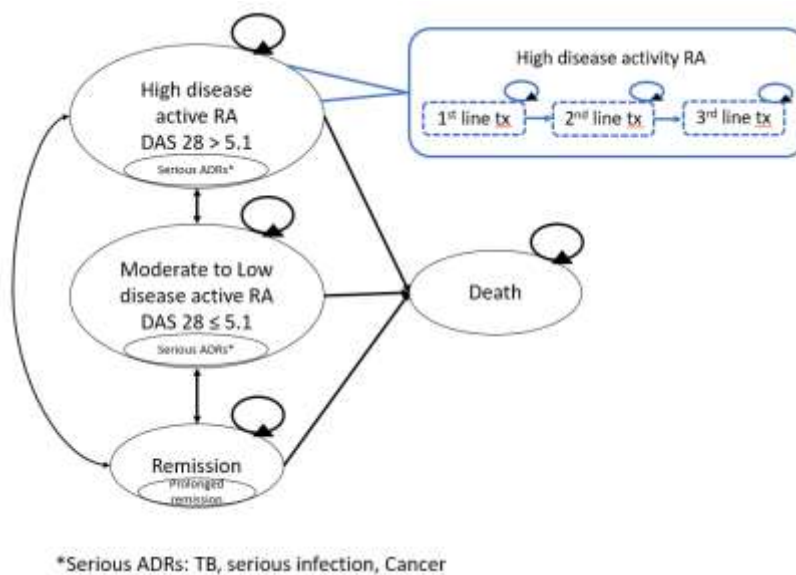 High disease
active RA
DAS 28 > 5.1
Serious ADRs*
High disease activity RA
1st line tx
2nd line tx
3rd line tx
Moderate to Low
disease active RA
DAS 28 ≤ 5.1
Serious ADRs*
Death
Remission
Prolonged
remission
*Serious ADRs: TB, serious infection, Cancer